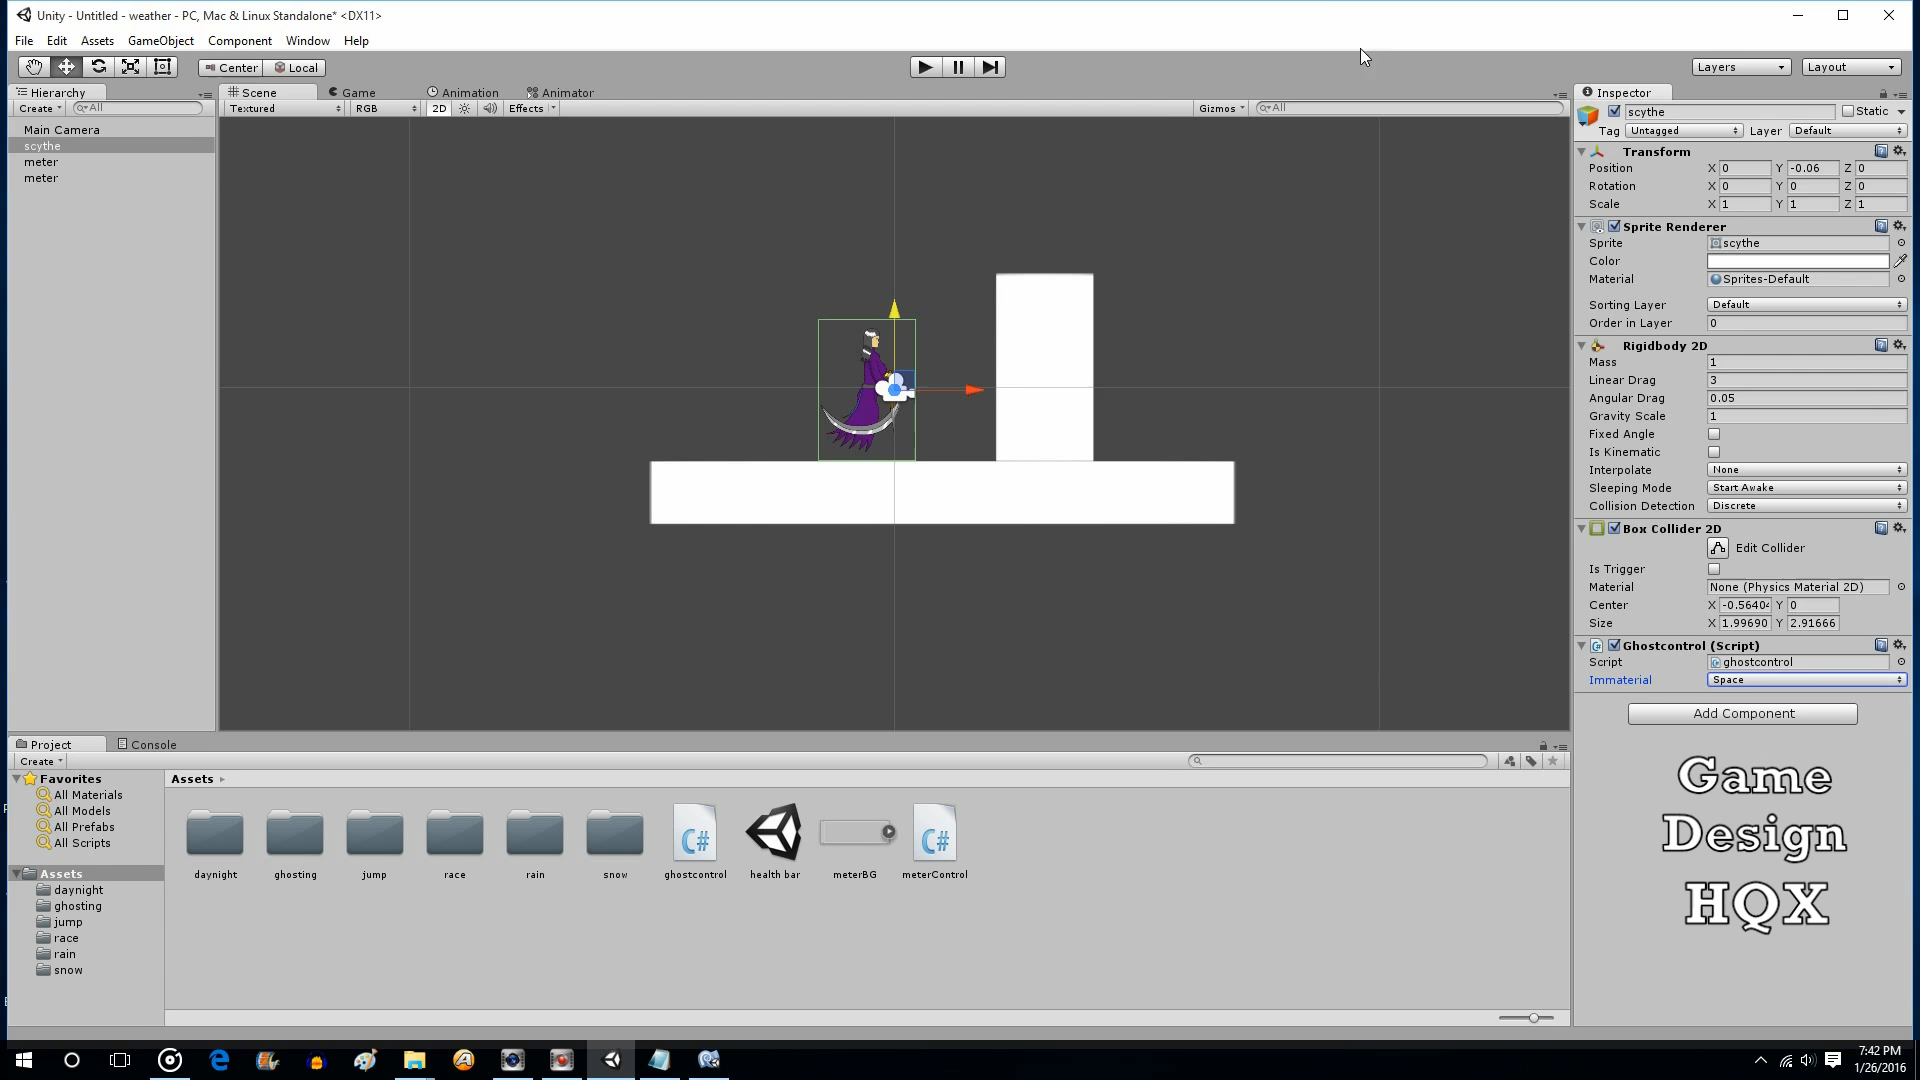 Unity - Untitled - weather - PC, Mac & Linux Standalone* <DX11>
File Edit Assets GameObject Component Window Help
Center Local Layers Layout
Hierarchy
Create All
Main Camera
scythe
meter
meter
Scene Game Animation Animator
Textured RGB 2D Effects Gizmos All
Inspector
scythe Static
Tag Untagged Layer Default
Transform
Position X 0 Y -0.06 Z 0
Rotation X 0 Y 0 Z 0
Scale X 1 Y 1 Z 1
Sprite Renderer
Sprite scythe
Color
Material Sprites-Default
Sorting Layer Default
Order in Layer 0
Rigidbody 2D
Mass 1
Linear Drag 3
Angular Drag 0.05
Gravity Scale 1
Fixed Angle
Is Kinematic
Interpolate None
Sleeping Mode Start Awake
Collision Detection Discrete
Box Collider 2D
Edit Collider
Is Trigger
Material None (Physics Material 2D)
Center X -0.5640 Y 0
Size X 1.99690 Y 2.91666
Ghostcontrol (Script)
Script ghostcontrol
Immaterial Space
Add Component
Game
Design
HQX
Project Console
Create
Favorites
All Materials
All Models
All Prefabs
All Scripts
Assets
daynight
ghosting
jump
race
rain
snow
Assets
daynight ghosting jump race rain snow ghostcontrol health bar meterBG meterControl
C# C#
7:42 PM
1/26/2016